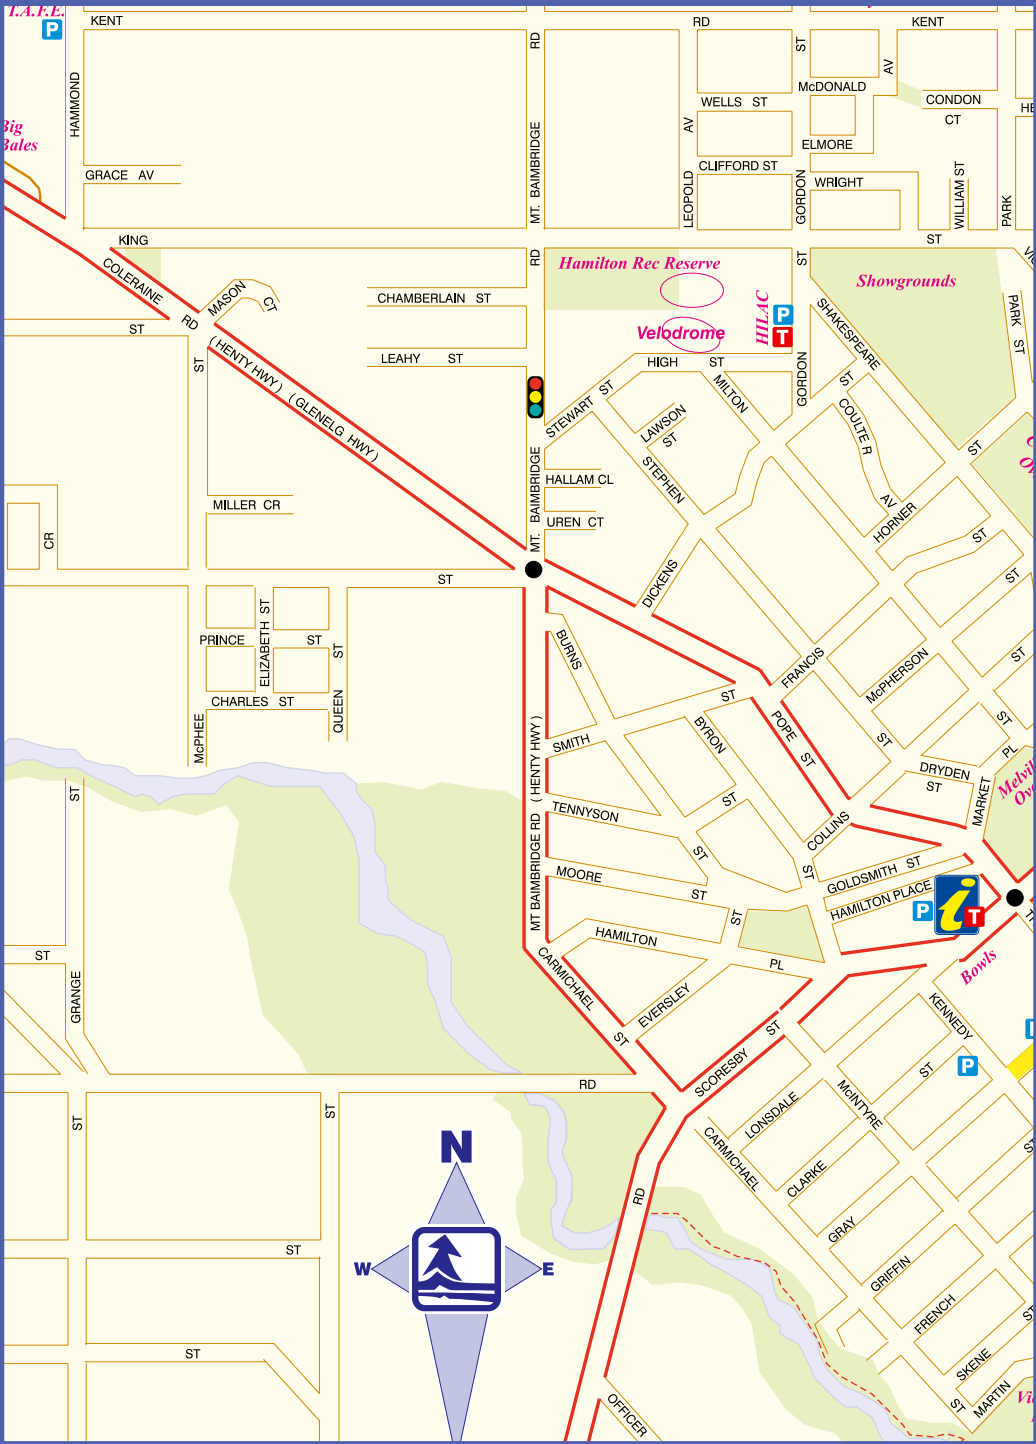 T.A.F.E.
P
KENT
RD
RD
ST
KENT
AV
HAMMOND
McDONALD
WELLS ST
CONDON
CT
HE
Big
Bales
MT. BAIMBRIDGE
AV
ELMORE
GRACE AV
CLIFFORD ST
LEOPOLD
GORDON
WRIGHT
WILLIAM ST
PARK
KING
ST
RD
ST
COLERAINE
Hamilton Rec Reserve
Showgrounds
MASON
CT
CHAMBERLAIN ST
HILAC
P
T
SHAKESPEARE
PARK ST
ST
RD
Velodrome
( HENTY HWY )
( GLENELG HWY )
LEAHY ST
HIGH ST
ST
GORDON
ST
MILTON
STEWART ST
LAWSON
ST
COULTER
ST
STEPHEN
MT. BAIMBRIDGE
HALLAM CL
MILLER CR
UREN CT
AV
HORNER
CR
ST
ST
ST
DICKENS
PRINCE ST
ELIZABETH ST
ST
BURNS
FRANCIS
McPHERSON
ST
CHARLES ST
McPHEE
QUEEN
SMITH
ST
BYRON
POPE ST
ST
ST
PL
DRYDEN
ST
MARKET
ST
MT BAIMBRIDGE RD ( HENTY HWY )
TENNYSON
ST
COLLINS
ST
ST
GOLDSMITH ST
HAMILTON PLACE
MOORE
ST
ST
i
P
T
HAMILTON
PL
ST
GRANGE
CARMICHAEL
ST
EVERSLEY
Bowls
KENNEDY
SCORESBY
ST
P
ST
RD
ST
ST
LONSDALE
McINTYRE
CARMICHAEL
ST
N
W
E
CLARKE
RD
GRAY
ST
GRIFFIN
FRENCH
ST
ST
SKENE
ST
MARTIN
OFFICER